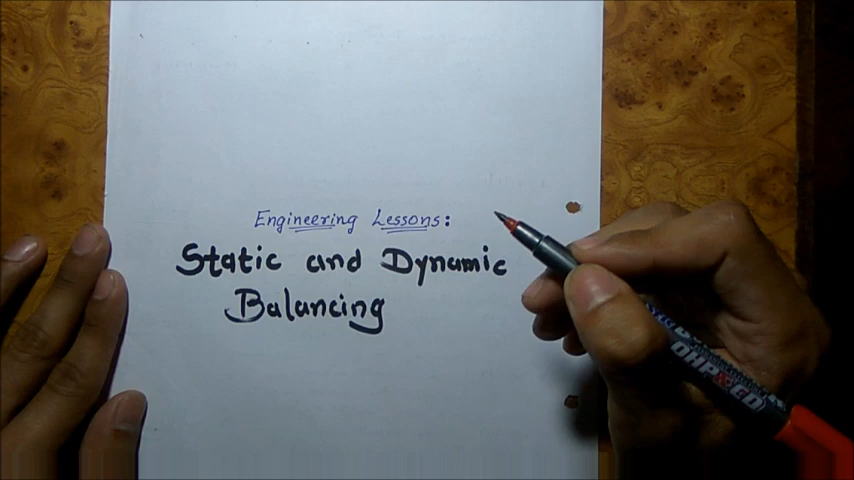 Engineering Lessons:
Static and Dynamic
Balancing
OHP&CD